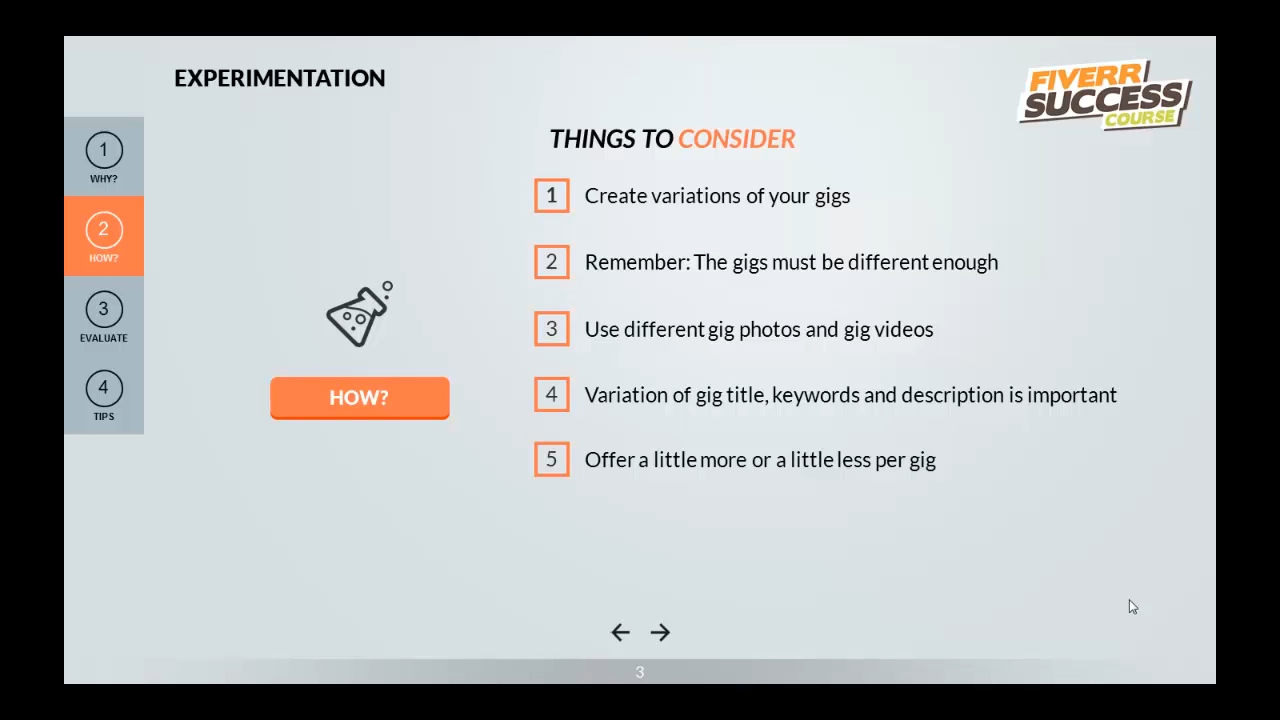 EXPERIMENTATION
FIVERR
SUCCESS
COURSE
1
WHY?
2
HOW?
3
EVALUATE
4
TIPS
HOW?
THINGS TO CONSIDER
1 Create variations of your gigs
2 Remember: The gigs must be different enough
3 Use different gig photos and gig videos
4 Variation of gig title, keywords and description is important
5 Offer a little more or a little less per gig
3